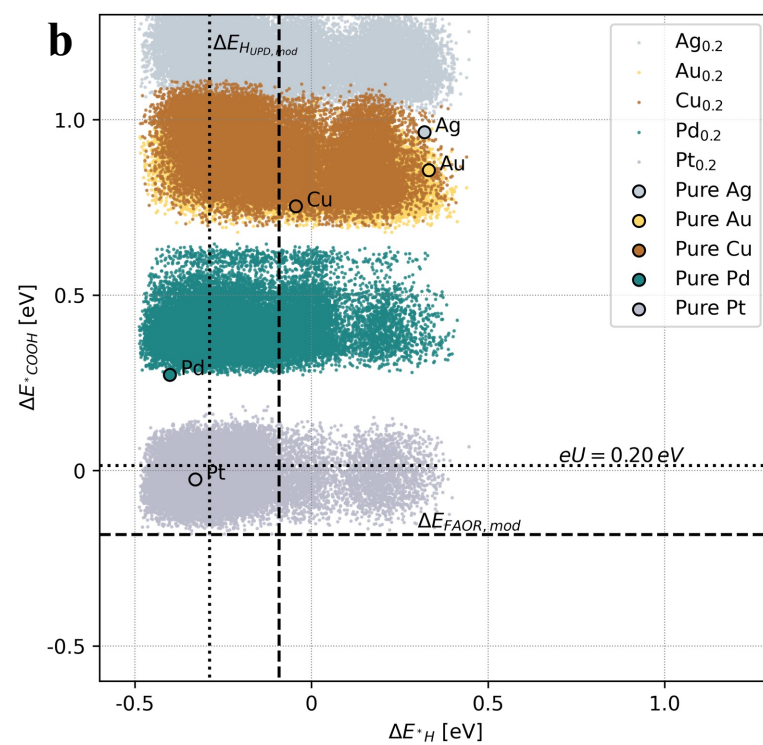 b
ΔE_{H_{UPD,mod}}
Ag_{0.2}
Au_{0.2}
Cu_{0.2}
Pd_{0.2}
Pt_{0.2}
Pure Ag
Pure Au
Pure Cu
Pure Pd
Pure Pt
Ag
Au
Cu
Pd
Pt
eU = 0.20 eV
ΔE_{FAOR,mod}
1.0
0.5
0
-0.5
ΔE_{*COOH} [eV]
-0.5
0
0.5
1.0
ΔE_{*H} [eV]